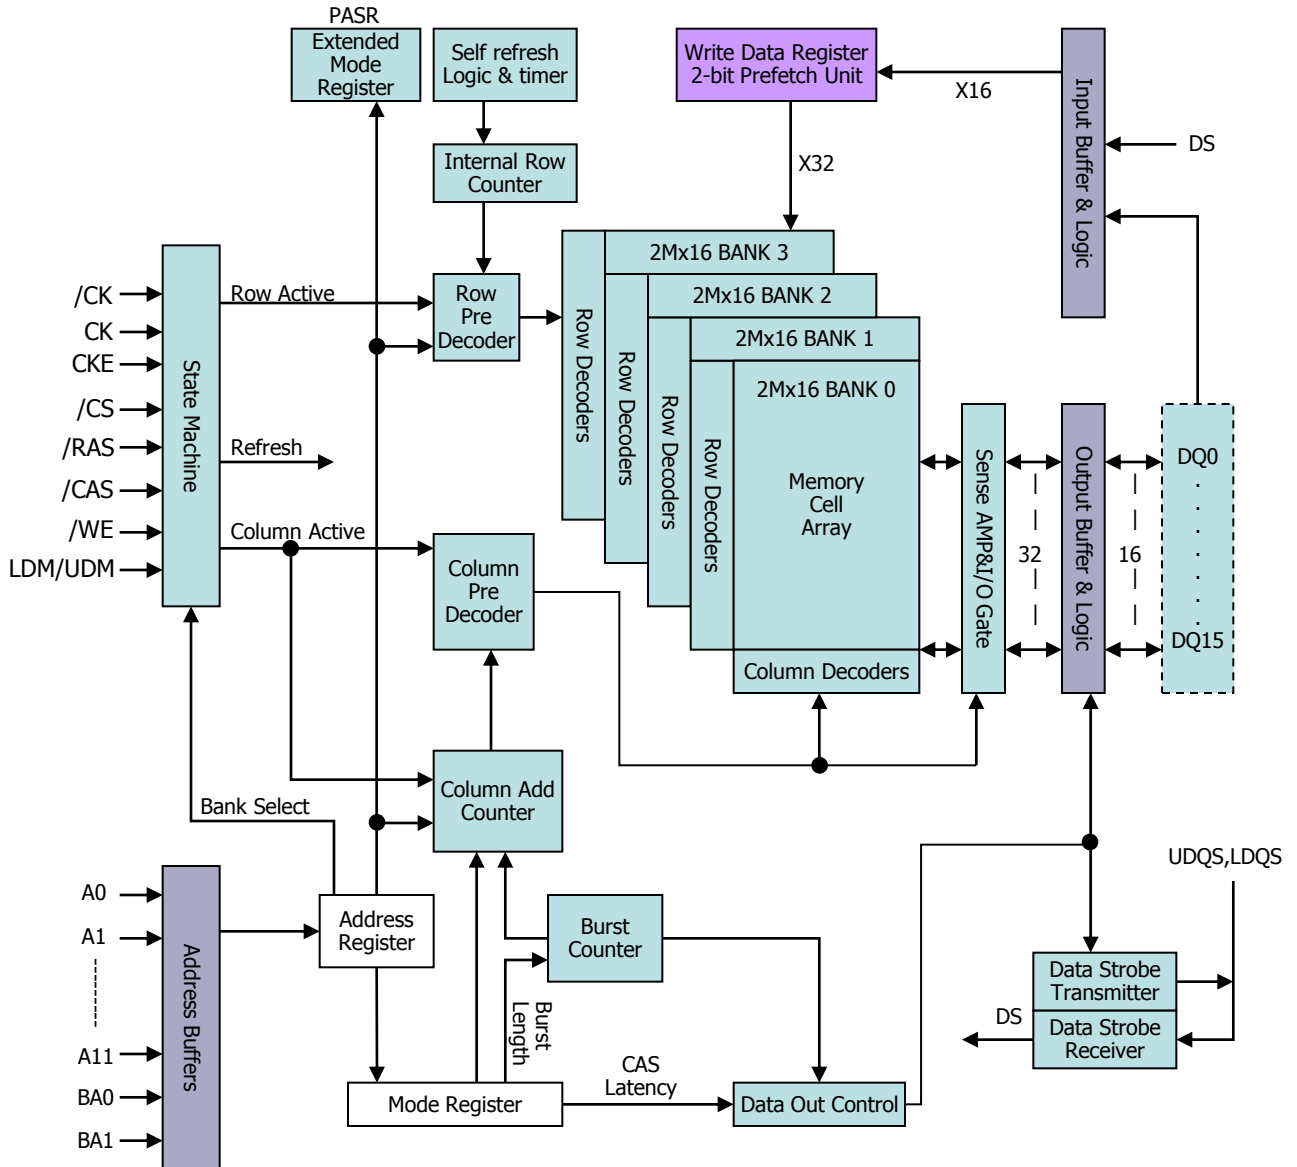 PASR
Extended
Mode
Register
Self refresh
Logic & timer
Write Data Register
2-bit Prefetch Unit
X16
Input Buffer & Logic
DS
Internal Row
Counter
X32
/CK
CK
CKE
/CS
/RAS
/CAS
/WE
LDM/UDM
State Machine
Row Active
Refresh
Column Active
Row
Pre
Decoder
Row Decoders
2Mx16 BANK 3
Row Decoders
2Mx16 BANK 2
Row Decoders
2Mx16 BANK 1
Row Decoders
2Mx16 BANK 0
Memory
Cell
Array
Column Decoders
Sense AMP&I/O Gate
32
Output Buffer & Logic
16
DQ0
.
.
.
.
.
.
.
DQ15
Column
Pre
Decoder
Column Add
Counter
Bank Select
A0
A1
A11
BA0
BA1
Address Buffers
Address
Register
Burst
Counter
Burst
Length
Mode Register
CAS
Latency
Data Out Control
UDQS,LDQS
Data Strobe
Transmitter
DS
Data Strobe
Receiver